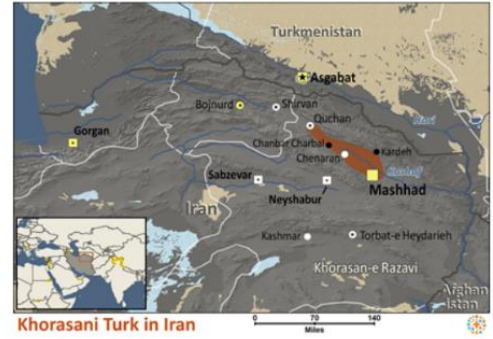 Turkmenistan
Asgabat
Bojnurd
Shirvan
Quchan
Gorgan
Chanbar Charbal
Kardeh
Chenaran
Sabzevar
Mashhad
Neyshabur
Iran
Kashmar
Torbat-e Heydarieh
Khorasan-e Razavi
Afghan
istan
Khorasani Turk in Iran
0 70 140
Miles